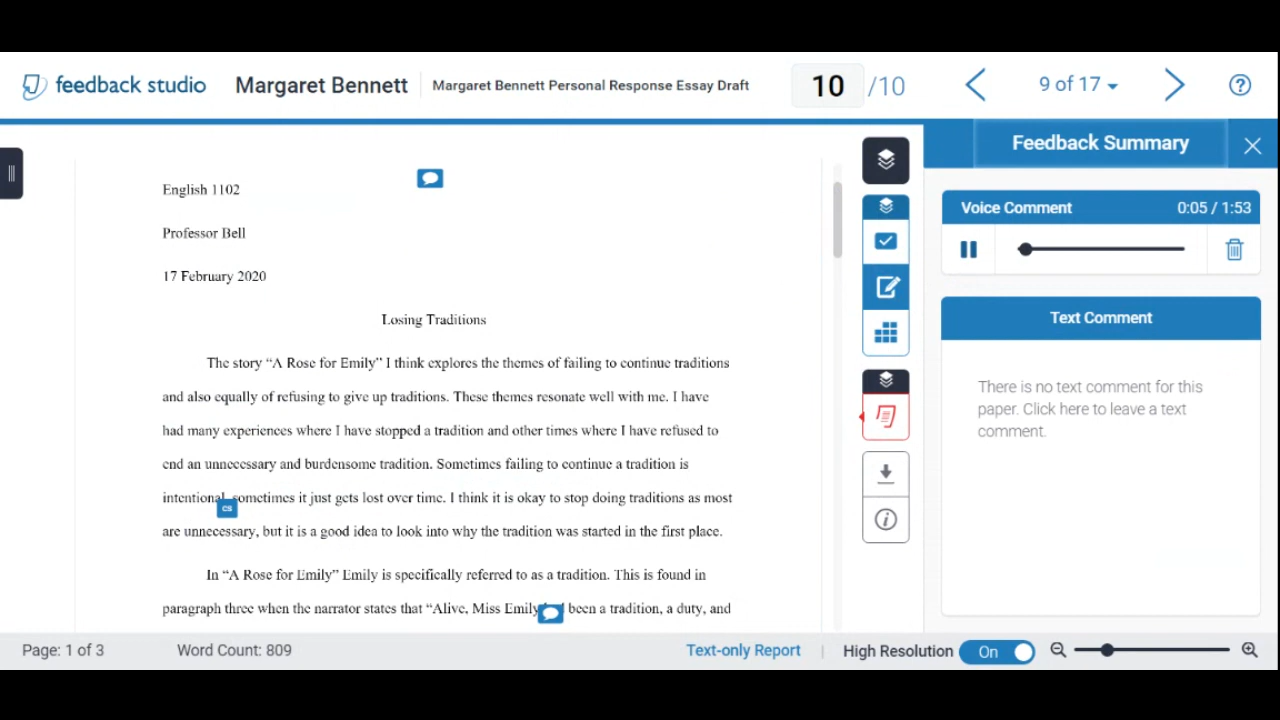 feedback studio
Margaret Bennett
Margaret Bennett Personal Response Essay Draft
10 /10
9 of 17
?
English 1102
Professor Bell
17 February 2020
Losing Traditions
The story “A Rose for Emily” I think explores the themes of failing to continue traditions
and also equally of refusing to give up traditions. These themes resonate well with me. I have
had many experiences where I have stopped a tradition and other times where I have refused to
end an unnecessary and burdensome tradition. Sometimes failing to continue a tradition is
intentional, sometimes it just gets lost over time. I think it is okay to stop doing traditions as most
cs
are unnecessary, but it is a good idea to look into why the tradition was started in the first place.
In “A Rose for Emily” Emily is specifically referred to as a tradition. This is found in
paragraph three when the narrator states that “Alive, Miss Emily been a tradition, a duty, and
Feedback Summary
Voice Comment 0:05 / 1:53
Text Comment
There is no text comment for this
paper. Click here to leave a text
comment.
Page: 1 of 3
Word Count: 809
Text-only Report
High Resolution On